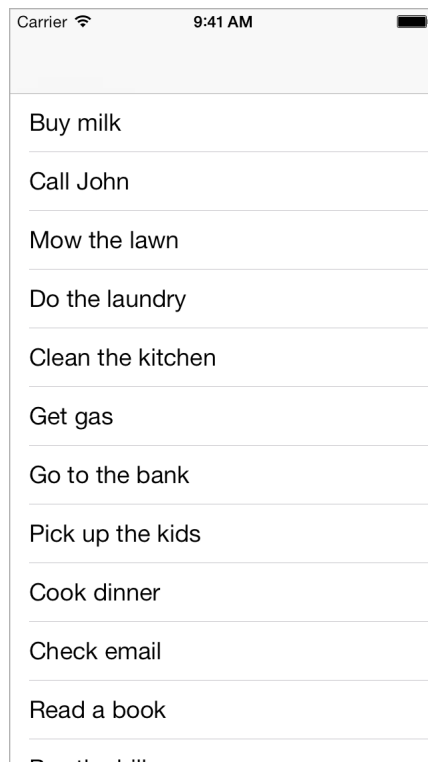 Carrier
9:41 AM
Buy milk
Call John
Mow the lawn
Do the laundry
Clean the kitchen
Get gas
Go to the bank
Pick up the kids
Cook dinner
Check email
Read a book